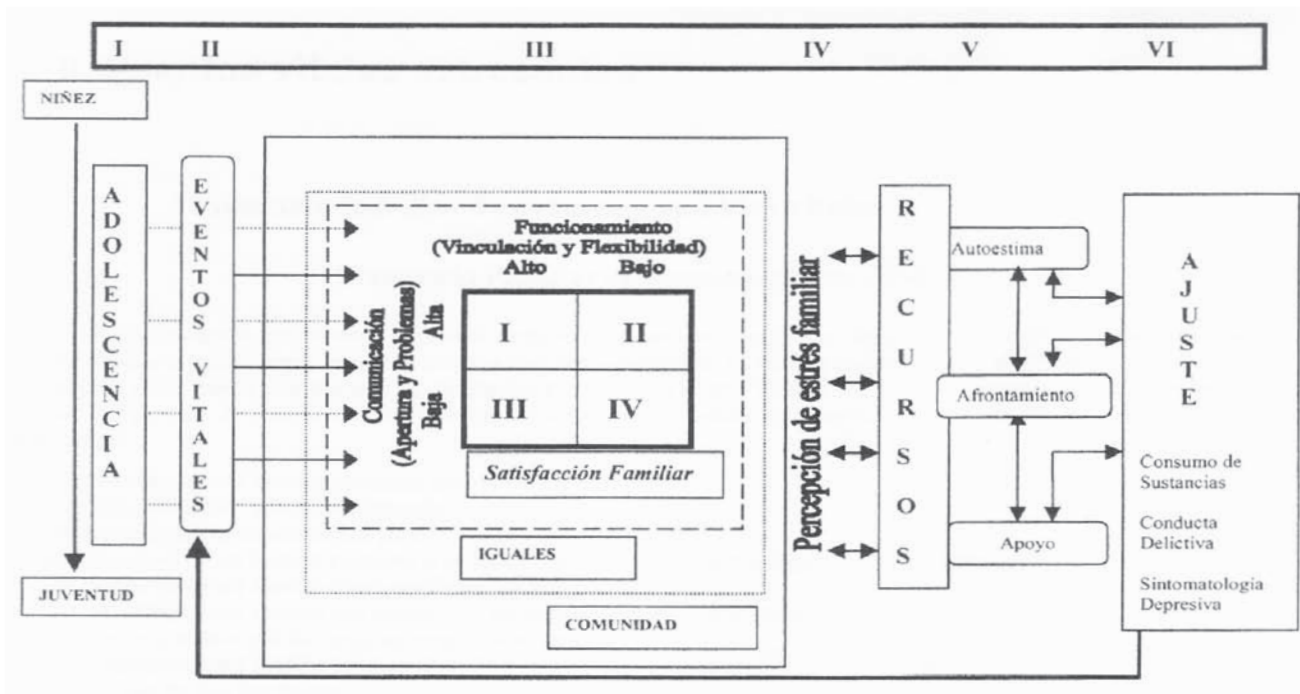 I II III IV V VI
NIÑEZ
ADOLESCENCIA
JUVENTUD
EVENTOS VITALES
Funcionamiento
(Vinculación y Flexibilidad)
Alto Bajo
Comunicación
(Apertura y Problemas)
Alta
Baja
I II
III IV
Satisfacción Familiar
IGUALES
COMUNIDAD
Percepción de estrés familiar
RECURSOS
Autoestima
Afrontamiento
Apoyo
AJUSTE
Consumo de
Sustancias
Conducta
Delictiva
Sintomatología
Depresiva